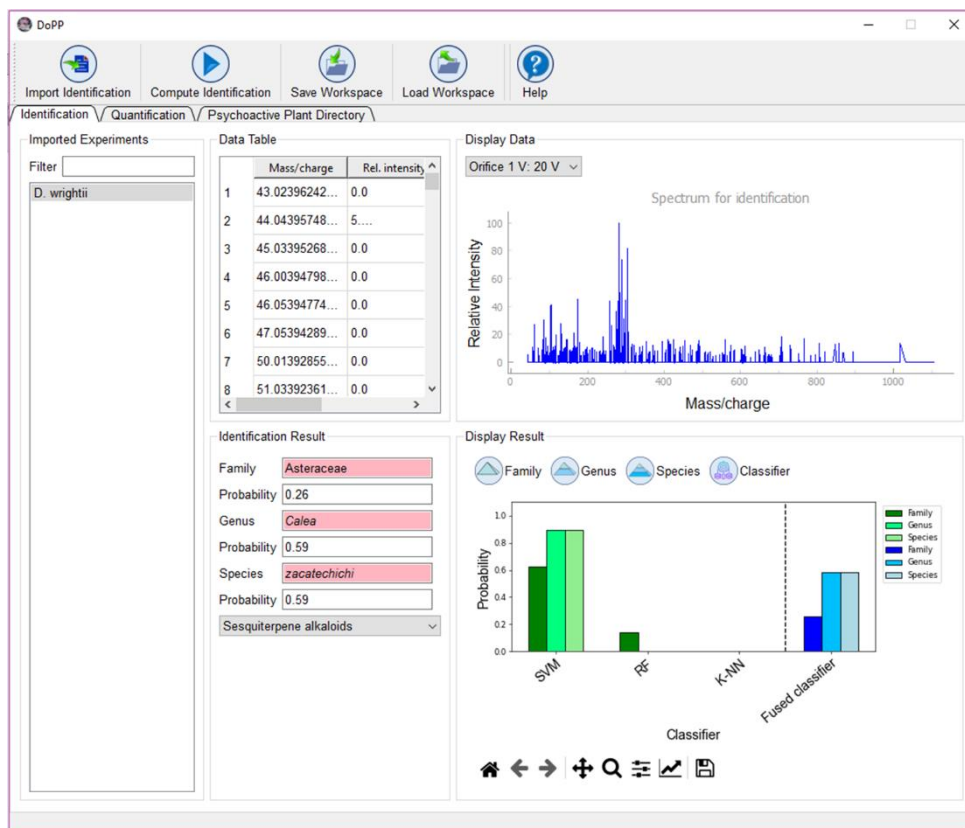 DoPP
Import Identification Compute Identification Save Workspace Load Workspace Help
Identification Quantification Psychoactive Plant Directory
Imported Experiments
Filter
D. wrightii
Data Table
Mass/charge Rel. intensity
1 43.02396242... 0.0
2 44.04395748... 5....
3 45.03395268... 0.0
4 46.00394798... 0.0
5 46.05394774... 0.0
6 47.05394289... 0.0
7 50.01392855... 0.0
8 51.03392361... 0.0
Display Data
Orifice 1 V: 20 V
Spectrum for identification
Relative Intensity
100
80
60
40
20
0
0 200 400 600 800 1000
Mass/charge
Identification Result
Family Asteraceae
Probability 0.26
Genus Calea
Probability 0.59
Species zacatechichi
Probability 0.59
Sesquiterpene alkaloids
Display Result
Family Genus Species Classifier
Probability
1.0
0.8
0.6
0.4
0.2
0.0
SVM RF K-NN Fused classifier
Classifier
Family
Genus
Species
Family
Genus
Species